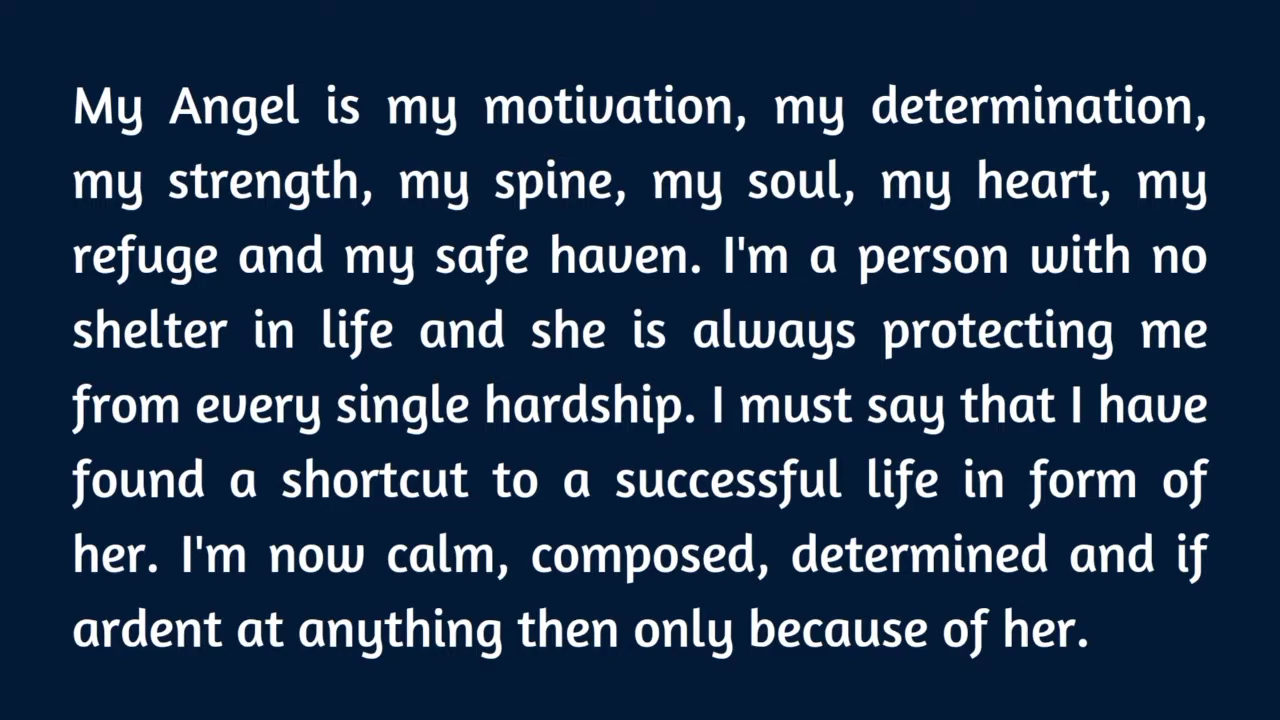 My Angel is my motivation, my determination,
my strength, my spine, my soul, my heart, my
refuge and my safe haven. I'm a person with no
shelter in life and she is always protecting me
from every single hardship. I must say that I have
found a shortcut to a successful life in form of
her. I'm now calm, composed, determined and if
ardent at anything then only because of her.